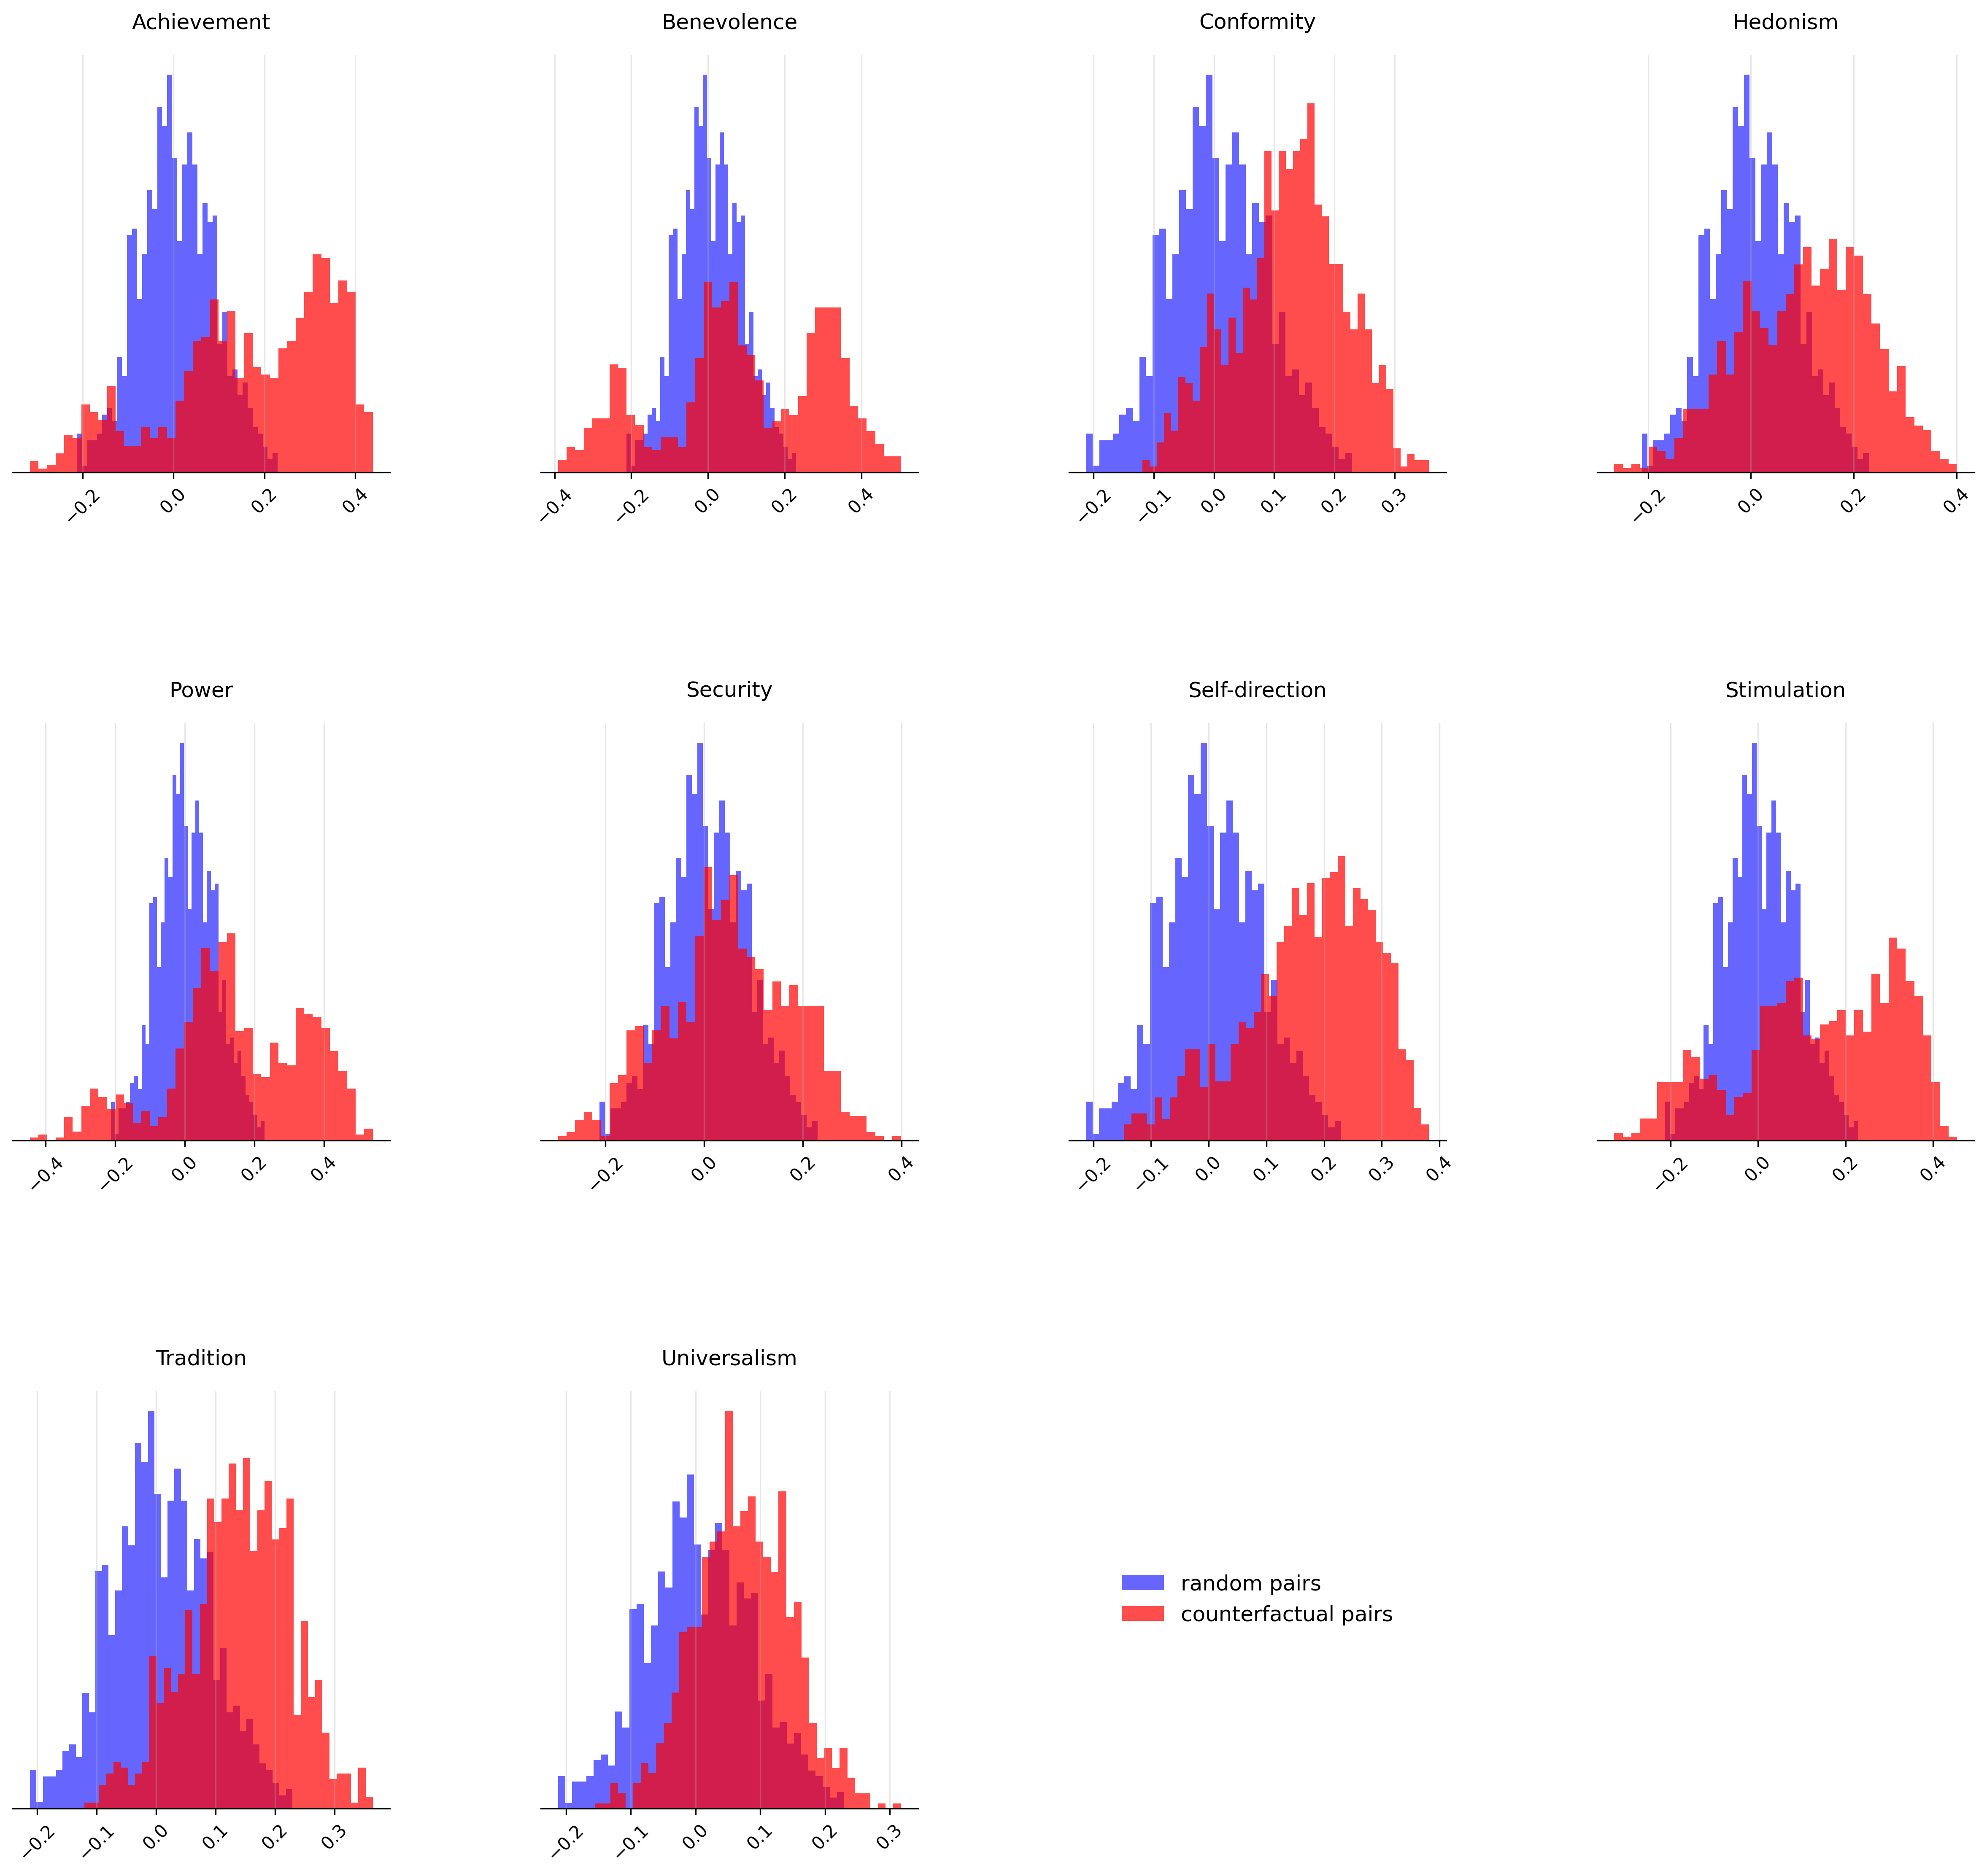 Achievement
Benevolence
Conformity
Hedonism
−0.2 0.0 0.2 0.4
−0.4 −0.2 0.0 0.2 0.4
−0.2 −0.1 0.0 0.1 0.2 0.3
−0.2 0.0 0.2 0.4
Power
Security
Self-direction
Stimulation
−0.4 −0.2 0.0 0.2 0.4
−0.2 0.0 0.2 0.4
−0.2 −0.1 0.0 0.1 0.2 0.3 0.4
−0.2 0.0 0.2 0.4
Tradition
Universalism
random pairs
counterfactual pairs
−0.2 −0.1 0.0 0.1 0.2 0.3
−0.2 −0.1 0.0 0.1 0.2 0.3